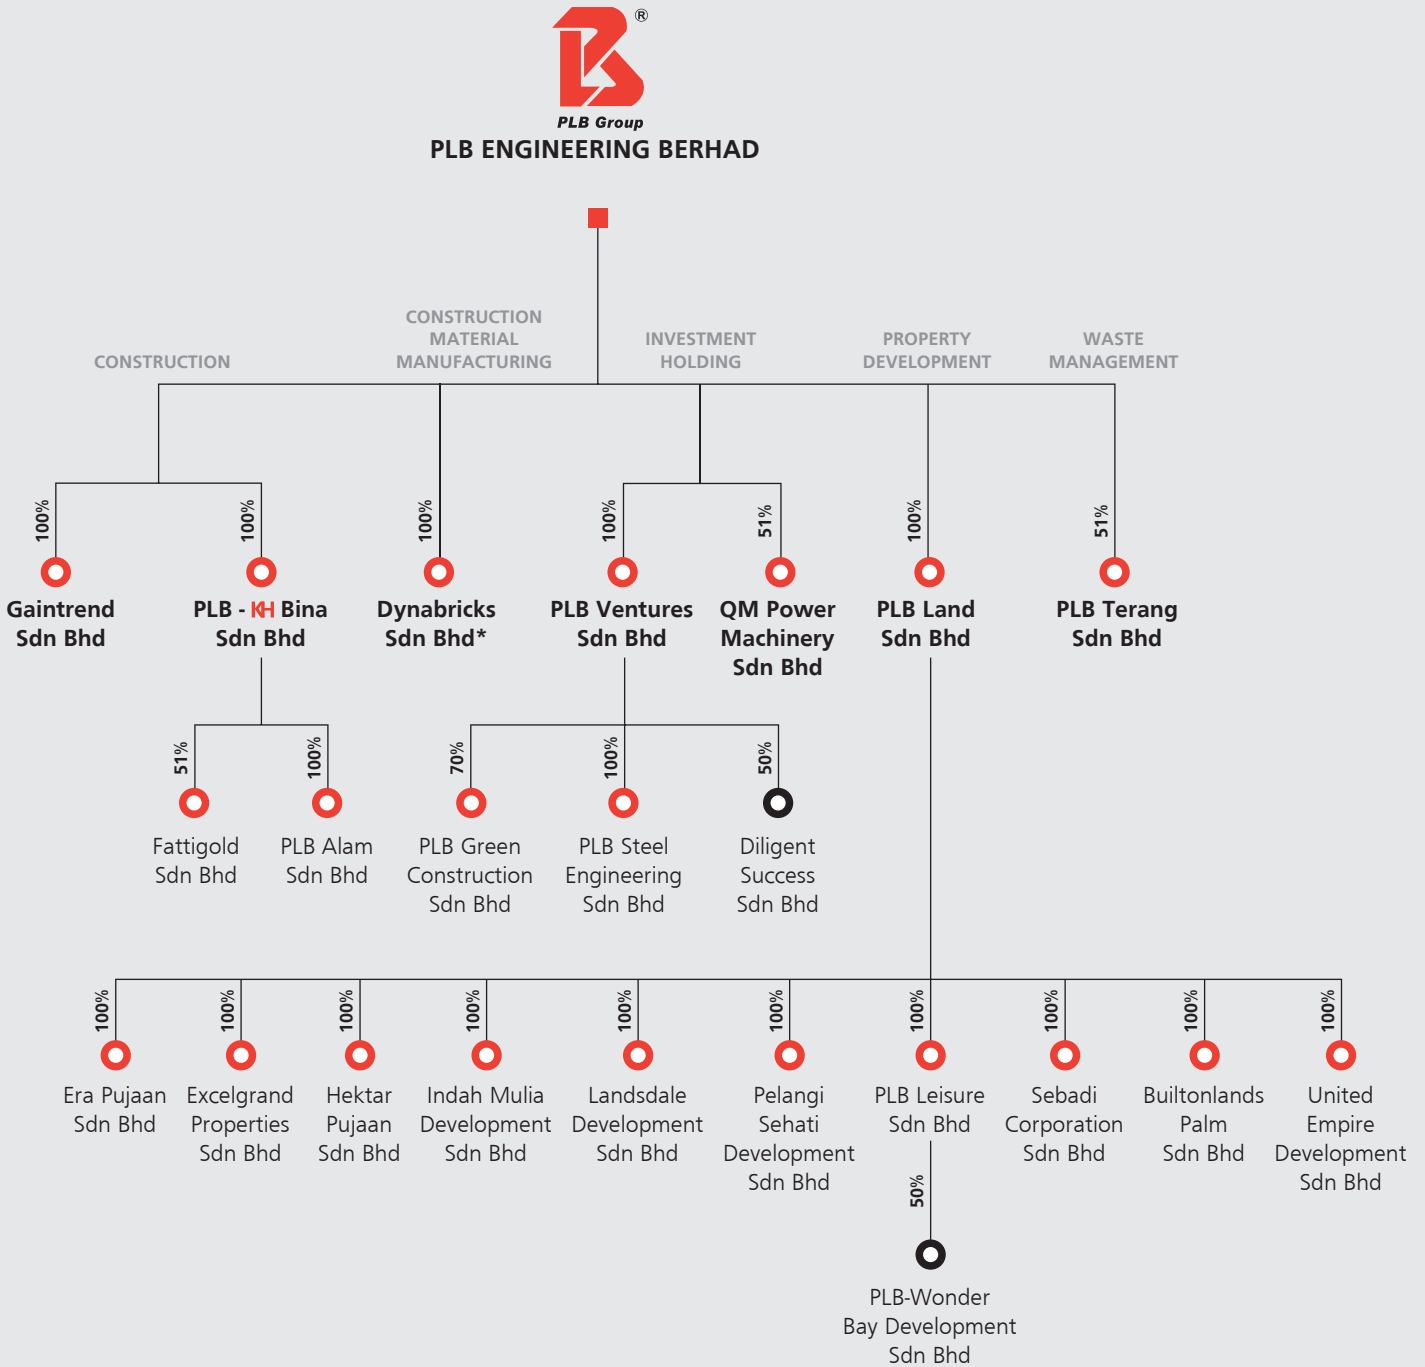 ®
PLB Group
PLB ENGINEERING BERHAD
CONSTRUCTION
CONSTRUCTION
MATERIAL
MANUFACTURING
INVESTMENT
HOLDING
PROPERTY
DEVELOPMENT
WASTE
MANAGEMENT
100%
100%
100%
100%
51%
100%
51%
Gaintrend
Sdn Bhd
PLB - KH Bina
Sdn Bhd
Dynabricks
Sdn Bhd*
PLB Ventures
Sdn Bhd
QM Power
Machinery
Sdn Bhd
PLB Land
Sdn Bhd
PLB Terang
Sdn Bhd
51%
100%
70%
100%
50%
Fattigold
Sdn Bhd
PLB Alam
Sdn Bhd
PLB Green
Construction
Sdn Bhd
PLB Steel
Engineering
Sdn Bhd
Diligent
Success
Sdn Bhd
100%
100%
100%
100%
100%
100%
100%
100%
100%
100%
Era Pujaan
Sdn Bhd
Excelgrand
Properties
Sdn Bhd
Hektar
Pujaan
Sdn Bhd
Indah Mulia
Development
Sdn Bhd
Landsdale
Development
Sdn Bhd
Pelangi
Sehati
Development
Sdn Bhd
PLB Leisure
Sdn Bhd
Sebadi
Corporation
Sdn Bhd
Builtonlands
Palm
Sdn Bhd
United
Empire
Development
Sdn Bhd
50%
PLB-Wonder
Bay Development
Sdn Bhd